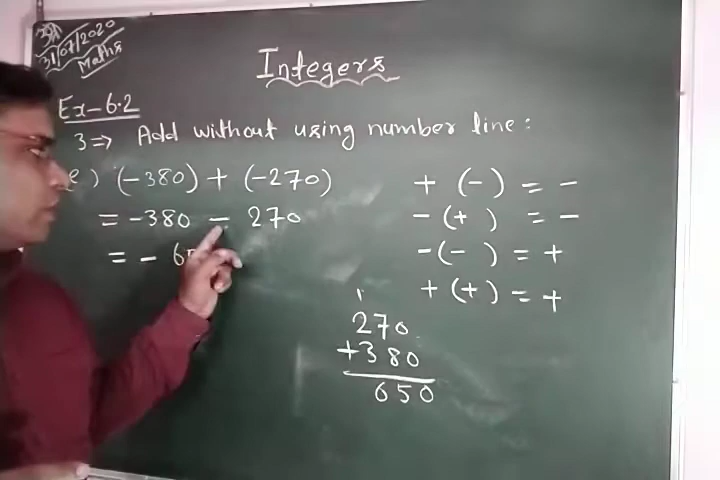 31/07/2020
Maths
Integers
Ex-6.2
3 ⇒ Add without using number line:
) (-380) + (-270)
= -380 - 270
= - 6
+ (-) = -
- (+ ) = -
- (- ) = +
+ (+) = +
1
270
+380
650